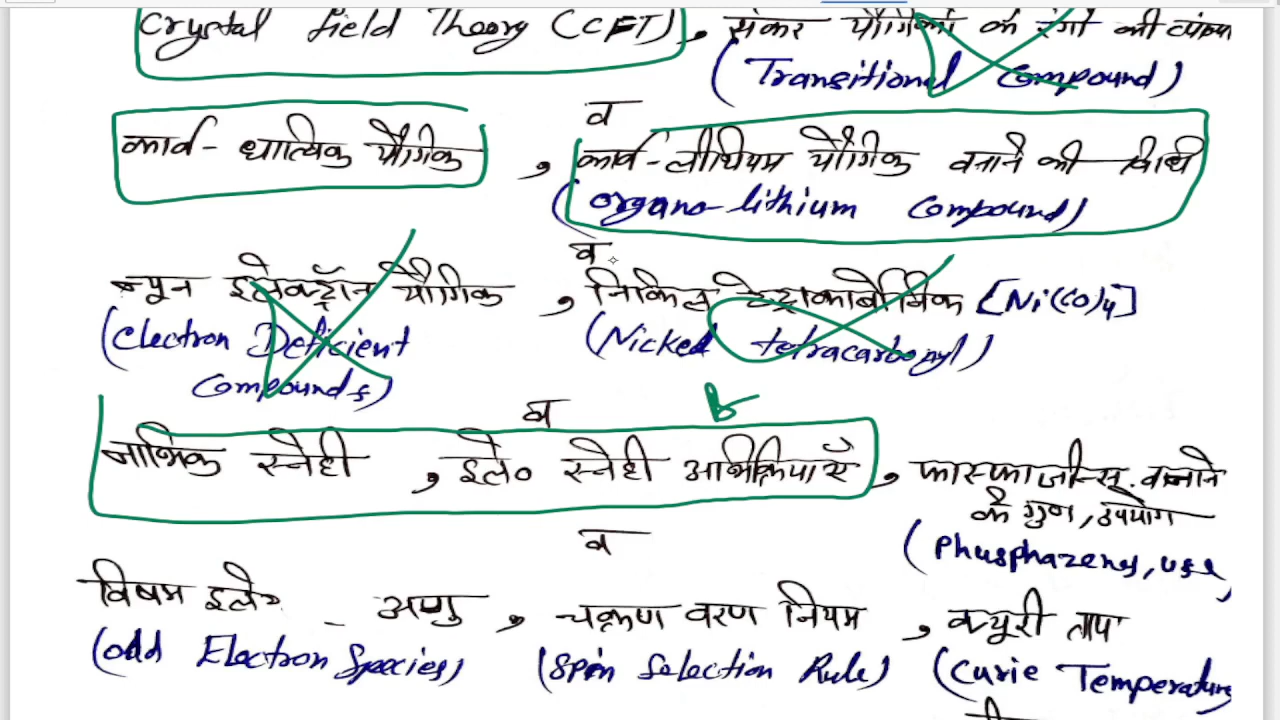 Crystal field Theory (CFT), संकर यौगिकों के रंगों की व्याख्या
(Transitional Compound)
व
कार्ब-धात्विक यौगिक, कार्ब-लीथियम यौगिक बनाने की विधि
(organo-lithium Compound)
व
न्यून इलेक्ट्रॉन यौगिक, निकिल टेट्राकार्बोनिल [Ni(CO)4]
(Electron Deficient (Nickel tetracarbonyl)
Compounds)
व
नाभिक स्नेही, इले० स्नेही अभिक्रियाएँ, फास्फाजीन्स बनाने
के गुण, उपयोग
(Phusphazenes, use)
व
विषम इले० अणु, चक्रण वरण नियम, क्यूरी ताप
(odd Electron Species) (Spin Selection Rule) (Curie Temperature